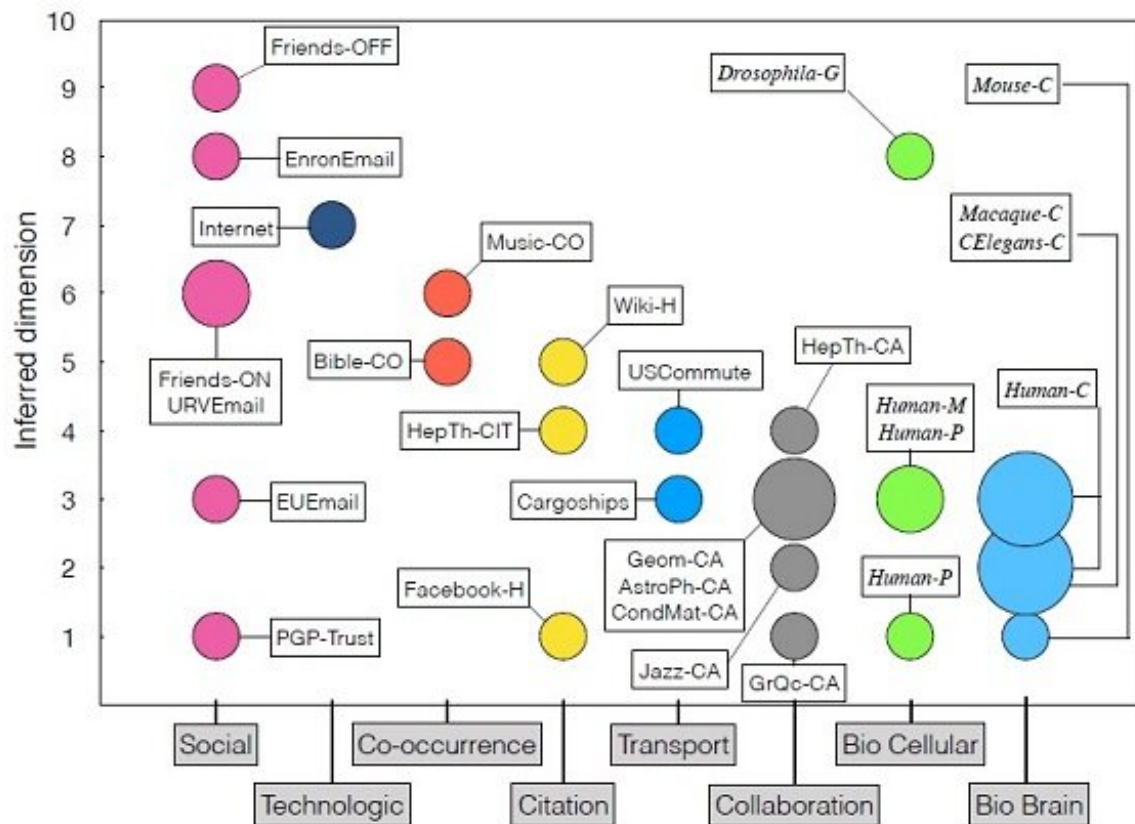 10
9
8
7
6
5
4
3
2
1
Inferred dimension
Friends-OFF
EnronEmail
Internet
Friends-ON
URVEmail
EUEmail
PGP-Trust
Music-CO
Bible-CO
Wiki-H
HepTh-CIT
Facebook-H
USCommute
Cargoships
HepTh-CA
Geom-CA
AstroPh-CA
CondMat-CA
Jazz-CA
GrQc-CA
Drosophila-G
Human-M
Human-P
Human-P
Mouse-C
Macaque-C
CElegans-C
Human-C
Social
Co-occurrence
Transport
Bio Cellular
Technologic
Citation
Collaboration
Bio Brain